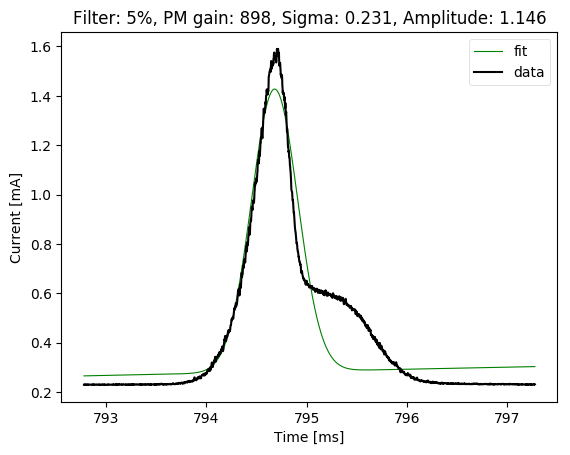 Filter: 5%, PM gain: 898, Sigma: 0.231, Amplitude: 1.146
fit
data
1.6
1.4
1.2
1.0
0.8
0.6
0.4
0.2
Current [mA]
793
794
795
796
797
Time [ms]